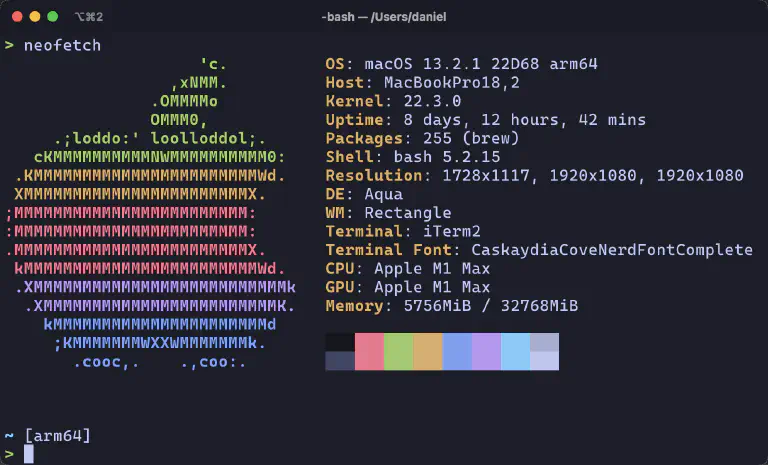 ⌥⌘2 -bash — /Users/daniel
> neofetch
'c.
,xNMM.
.OMMMMo
OMMM0,
.;loddo:' loolloddol;.
cKMMMMMMMMMMNWMMMMMMMMMM0:
.KMMMMMMMMMMMMMMMMMMMMMMMWd.
XMMMMMMMMMMMMMMMMMMMMMMMX.
;MMMMMMMMMMMMMMMMMMMMMMMM:
:MMMMMMMMMMMMMMMMMMMMMMMM:
.MMMMMMMMMMMMMMMMMMMMMMMMX.
kMMMMMMMMMMMMMMMMMMMMMMMMWd.
.XMMMMMMMMMMMMMMMMMMMMMMMMMMk
.XMMMMMMMMMMMMMMMMMMMMMMMMK.
kMMMMMMMMMMMMMMMMMMMMMMd
;KMMMMMMMWXXWMMMMMMMk.
.cooc,. .,coo:.
OS: macOS 13.2.1 22D68 arm64
Host: MacBookPro18,2
Kernel: 22.3.0
Uptime: 8 days, 12 hours, 42 mins
Packages: 255 (brew)
Shell: bash 5.2.15
Resolution: 1728x1117, 1920x1080, 1920x1080
DE: Aqua
WM: Rectangle
Terminal: iTerm2
Terminal Font: CaskaydiaCoveNerdFontComplete
CPU: Apple M1 Max
GPU: Apple M1 Max
Memory: 5756MiB / 32768MiB
~ [arm64]
>